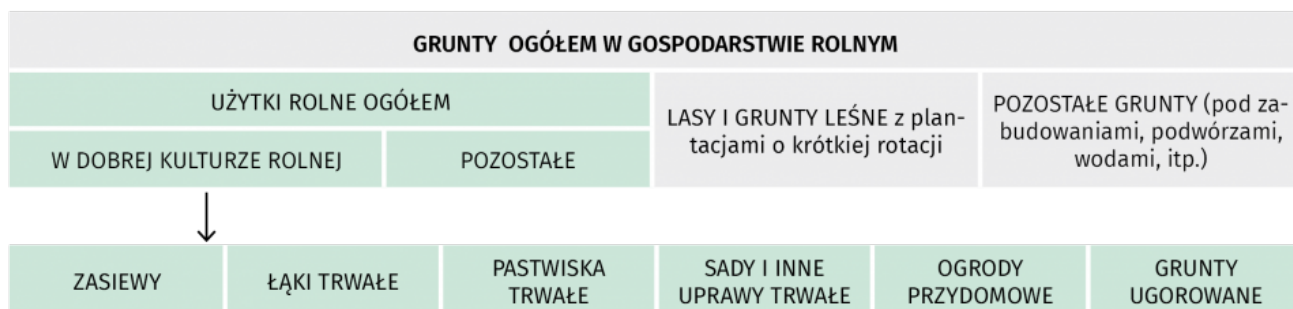 GRUNTY OGÓŁEM W GOSPODARSTWIE ROLNYM
UŻYTKI ROLNE OGÓŁEM
LASY I GRUNTY LEŚNE z plan-
tacjami o krótkiej rotacji
POZOSTAŁE GRUNTY (pod za-
budowaniami, podwórzami,
wodami, itp.)
W DOBREJ KULTURZE ROLNEJ
POZOSTAŁE
ZASIEWY
ŁĄKI TRWAŁE
PASTWISKA
TRWAŁE
SADY I INNE
UPRAWY TRWAŁE
OGRODY
PRZYDOMOWE
GRUNTY
UGOROWANE